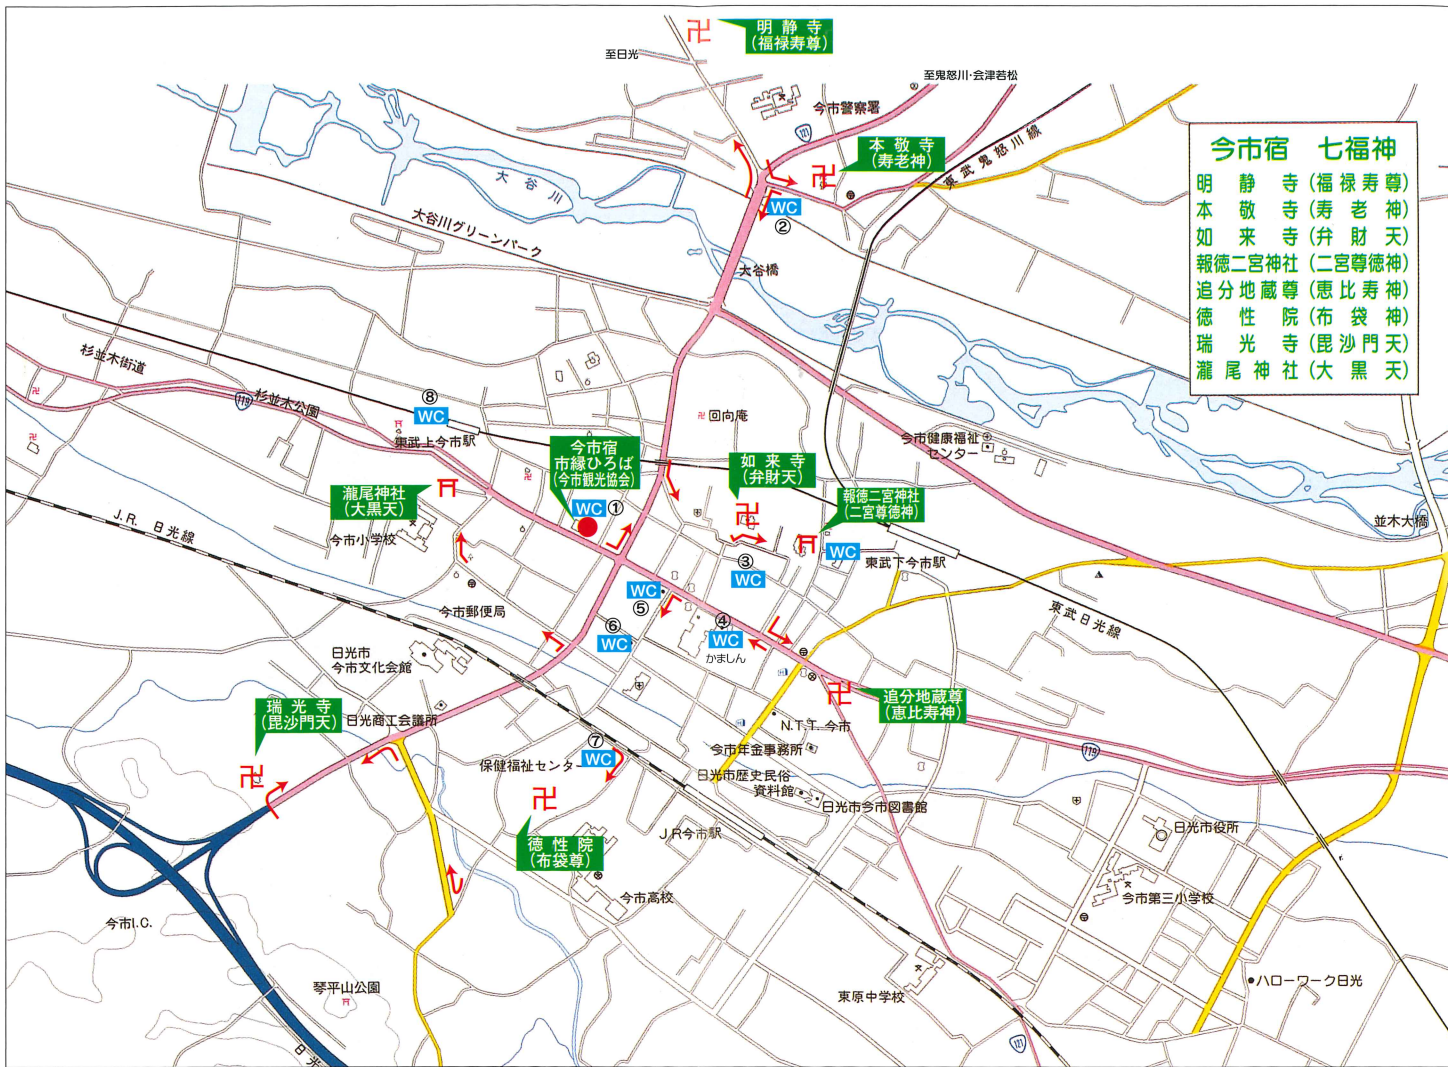 明静寺
(福禄寿尊)
至日光
至鬼怒川・会津若松
今市警察署
121
本敬寺
(寿老神)
東武鬼怒川線
今市宿 七福神
明静寺(福禄寿尊)
本敬寺(寿老神)
如来寺(弁財天)
報徳二宮神社(二宮尊徳神)
追分地蔵尊(恵比寿神)
徳性院(布袋神)
瑞光寺(毘沙門天)
瀧尾神社(大黒天)
大谷川
WC
②
大谷川グリーンパーク
大谷橋
杉並木街道
119
杉並木公園
⑧
WC
東武上今市駅
回向庵
今市健康福祉
センター
今市宿
市縁ひろば
(今市観光協会)
如来寺
(弁財天)
瀧尾神社
(大黒天)
WC
①
報徳二宮神社
(二宮尊徳神)
並木大橋
J.R. 日光線
今市小学校
WC
東武下今市駅
③
WC
東武日光線
今市郵便局
WC
⑤
④
WC
かましん
⑥
WC
日光市
今市文化会館
追分地蔵尊
(恵比寿神)
瑞光寺
(毘沙門天)
日光商工会議所
N.T.T 今市
119
⑦
WC
保健福祉センター
今市年金事務所
日光市歴史民俗
資料館
日光市今市図書館
JR今市駅
日光市役所
徳性院
(布袋尊)
今市高校
今市第三小学校
今市I.C.
琴平山公園
東原中学校
ハローワーク日光
121
日光